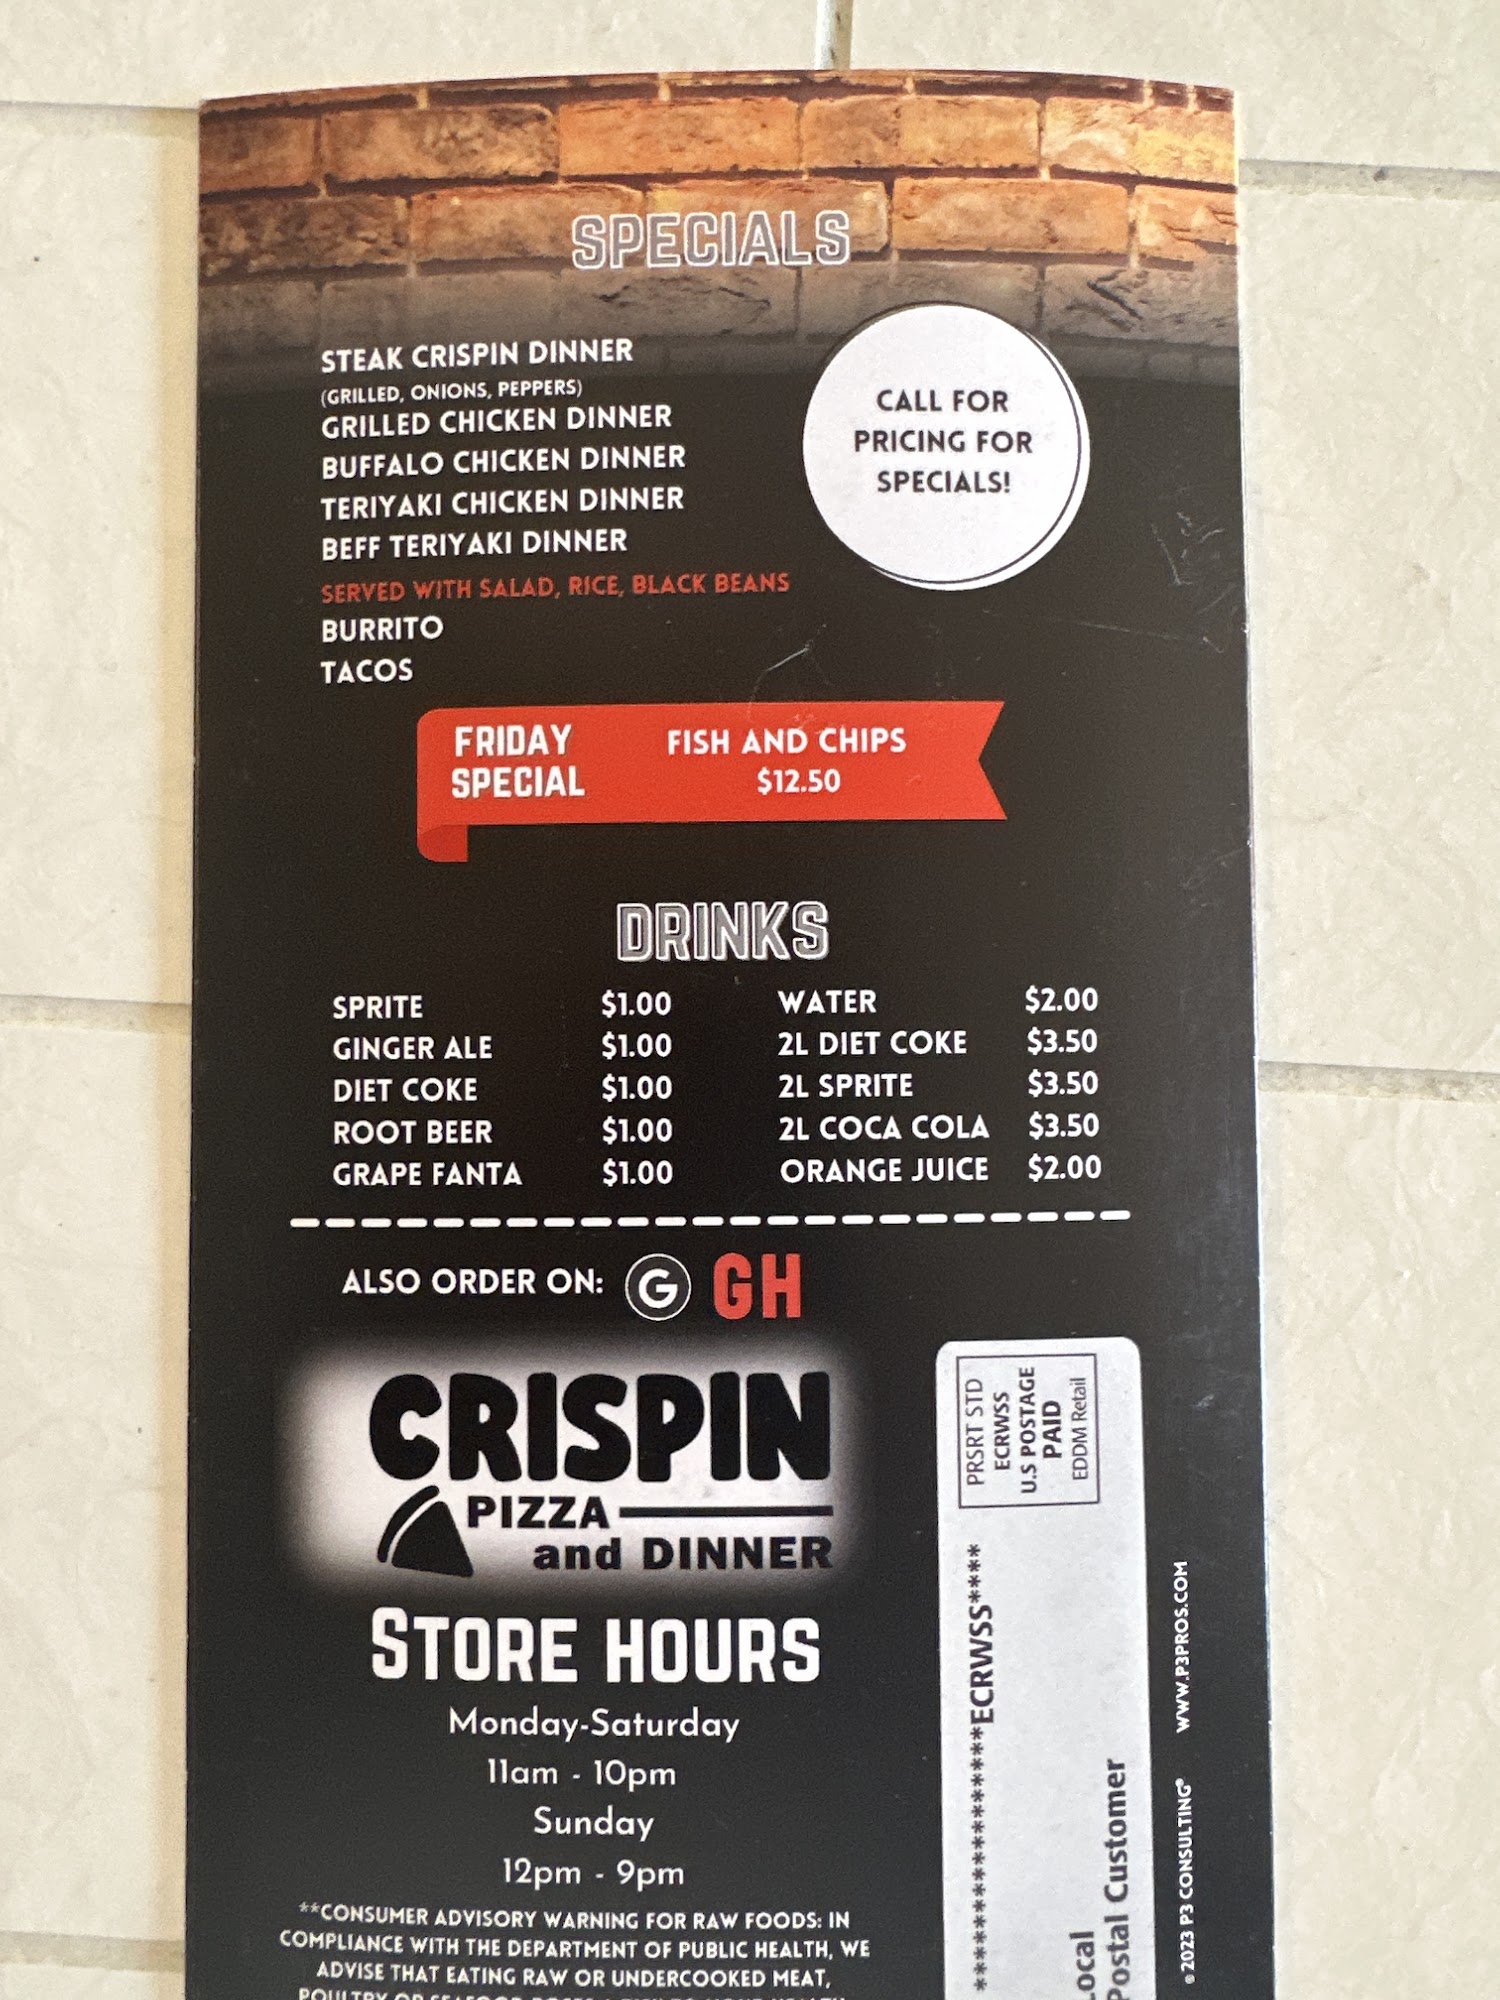 SPECIALS
STEAK CRISPIN DINNER
(GRILLED, ONIONS, PEPPERS)
GRILLED CHICKEN DINNER
BUFFALO CHICKEN DINNER
TERIYAKI CHICKEN DINNER
BEFF TERIYAKI DINNER
SERVED WITH SALAD, RICE, BLACK BEANS
BURRITO
TACOS
CALL FOR
PRICING FOR
SPECIALS!
FRIDAY
SPECIAL
FISH AND CHIPS
$12.50
DRINKS
SPRITE $1.00
GINGER ALE $1.00
DIET COKE $1.00
ROOT BEER $1.00
GRAPE FANTA $1.00
WATER $2.00
2L DIET COKE $3.50
2L SPRITE $3.50
2L COCA COLA $3.50
ORANGE JUICE $2.00
ALSO ORDER ON: G GH
CRISPIN
PIZZA
and DINNER
STORE HOURS
Monday-Saturday
11am - 10pm
Sunday
12pm - 9pm
**CONSUMER ADVISORY WARNING FOR RAW FOODS: IN
COMPLIANCE WITH THE DEPARTMENT OF PUBLIC HEALTH, WE
ADVISE THAT EATING RAW OR UNDERCOOKED MEAT,
PRSRT STD
ECRWSS
U.S POSTAGE
PAID
EDDM Retail
*****************ECRWSS****
Local
Postal Customer
©2023 P3 CONSULTING® WWW.P3PROS.COM